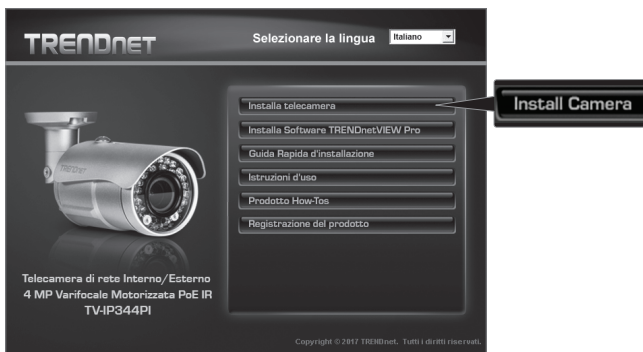 TRENDNET
Selezionare la lingua
Italiano
Installa telecamera
Install Camera
Installa Software TRENDnetVIEW Pro
Guida Rapida d'installazione
Istruzioni d'uso
Prodotto How-Tos
Registrazione del prodotto
TRENDNET
Telecamera di rete Interno/Esterno
4 MP Varifocale Motorizzata PoE IR
TV-IP344PI
Copyright © 2017 TRENDnet. Tutti i diritti riservati.